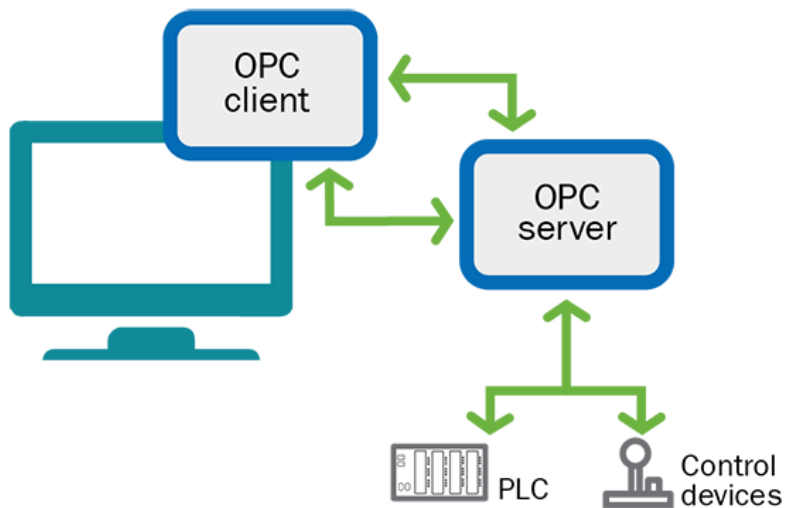 OPC
client
OPC
server
PLC
Control
devices